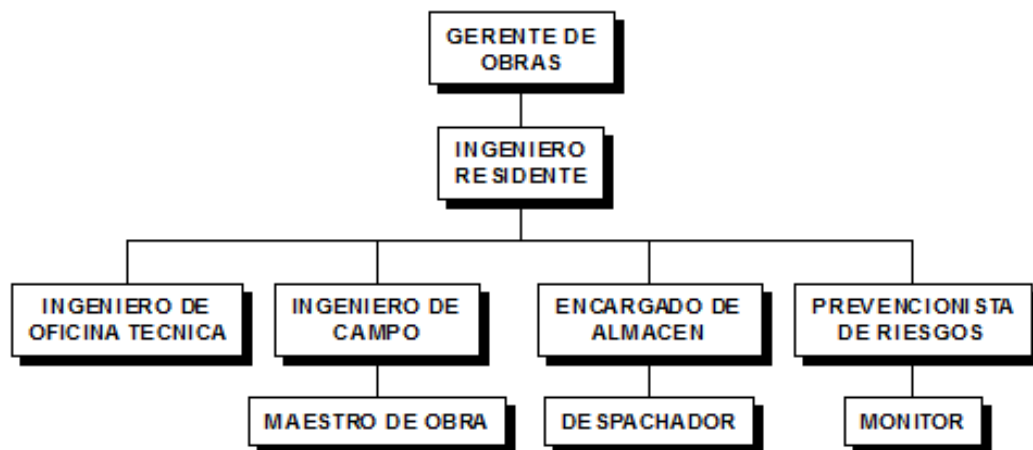 GERENTE DE
OBRAS
INGENIERO
RESIDENTE
INGENIERO DE
OFICINA TECNICA
INGENIERO DE
CAMPO
ENCARGADO DE
ALMACEN
PREVENCIONISTA
DE RIESGOS
MAESTRO DE OBRA
DESPACHADOR
MONITOR